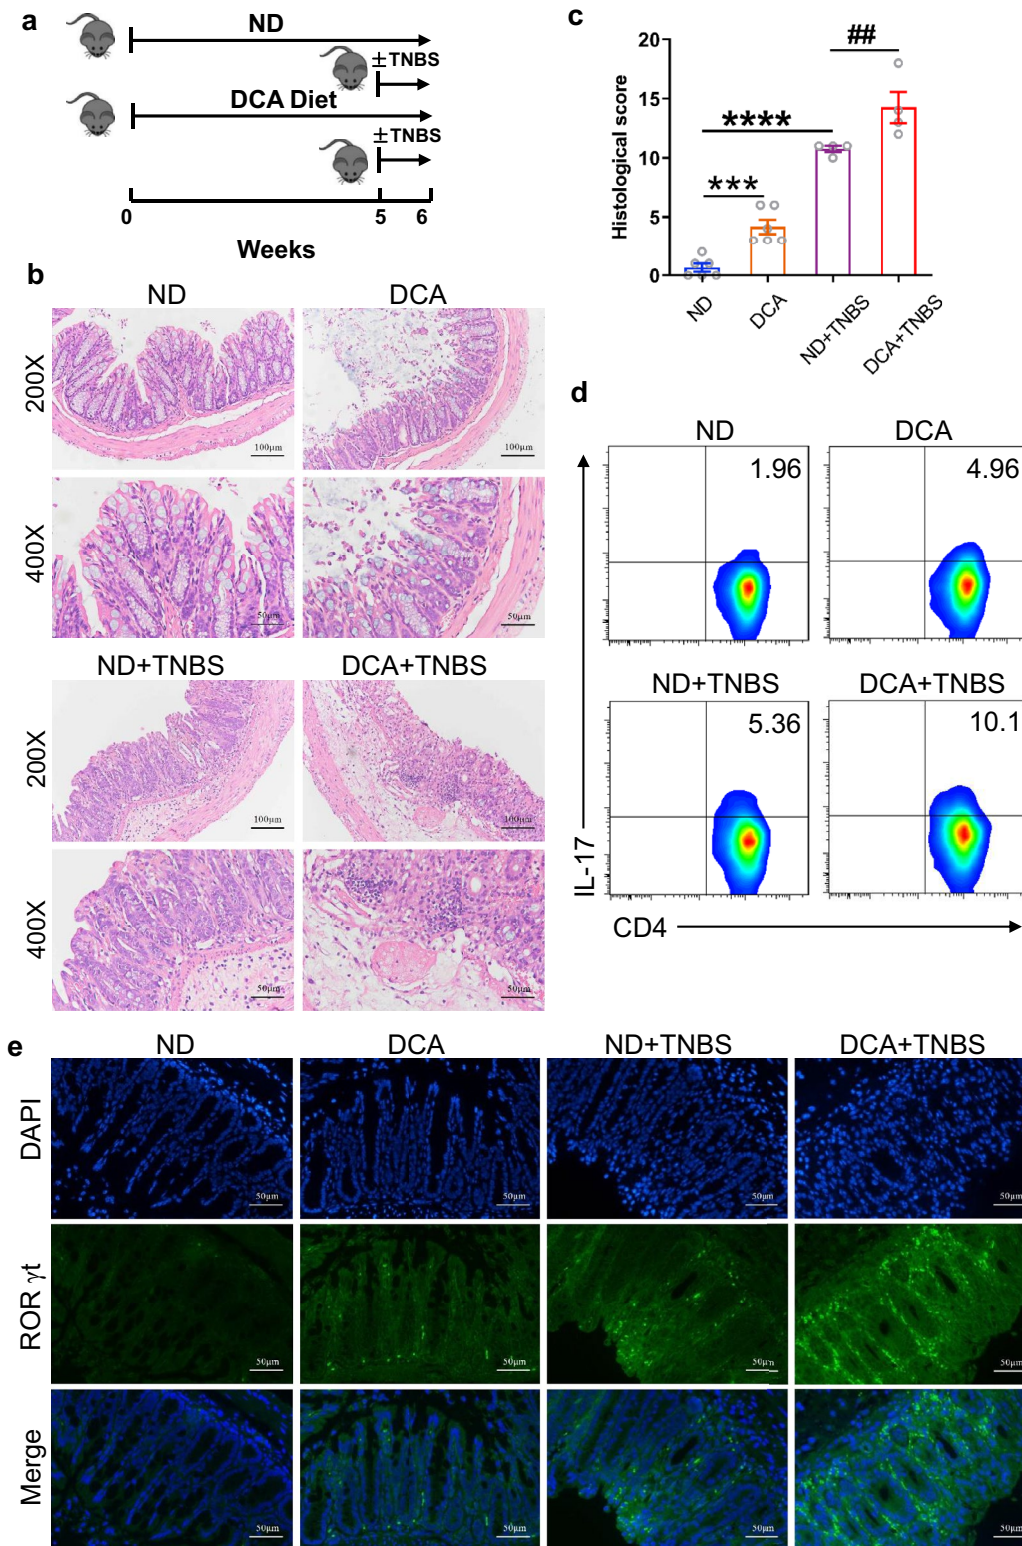 a
ND
±TNBS
DCA Diet
±TNBS
0 5 6
Weeks
b
ND DCA
200X
100μm 100μm
400X
50μm 50μm
ND+TNBS DCA+TNBS
200X
100μm 100μm
400X
50μm 50μm
c
Histological score
20
15
10
5
0
##
****
***
ND DCA ND+TNBS DCA+TNBS
d
ND DCA
1.96 4.96
ND+TNBS DCA+TNBS
5.36 10.1
IL-17
CD4
e
ND DCA ND+TNBS DCA+TNBS
DAPI
50μm 50μm 50μm 50μm
ROR γt
50μm 50μm 50μm 50μm
Merge
50μm 50μm 50μm 50μm